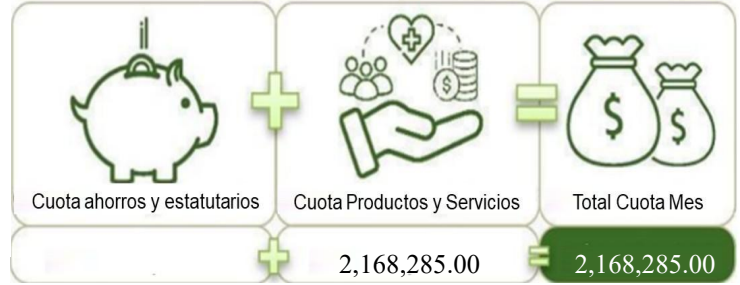 $
$ $
Cuota ahorros y estatutarios Cuota Productos y Servicios Total Cuota Mes
2,168,285.00 2,168,285.00